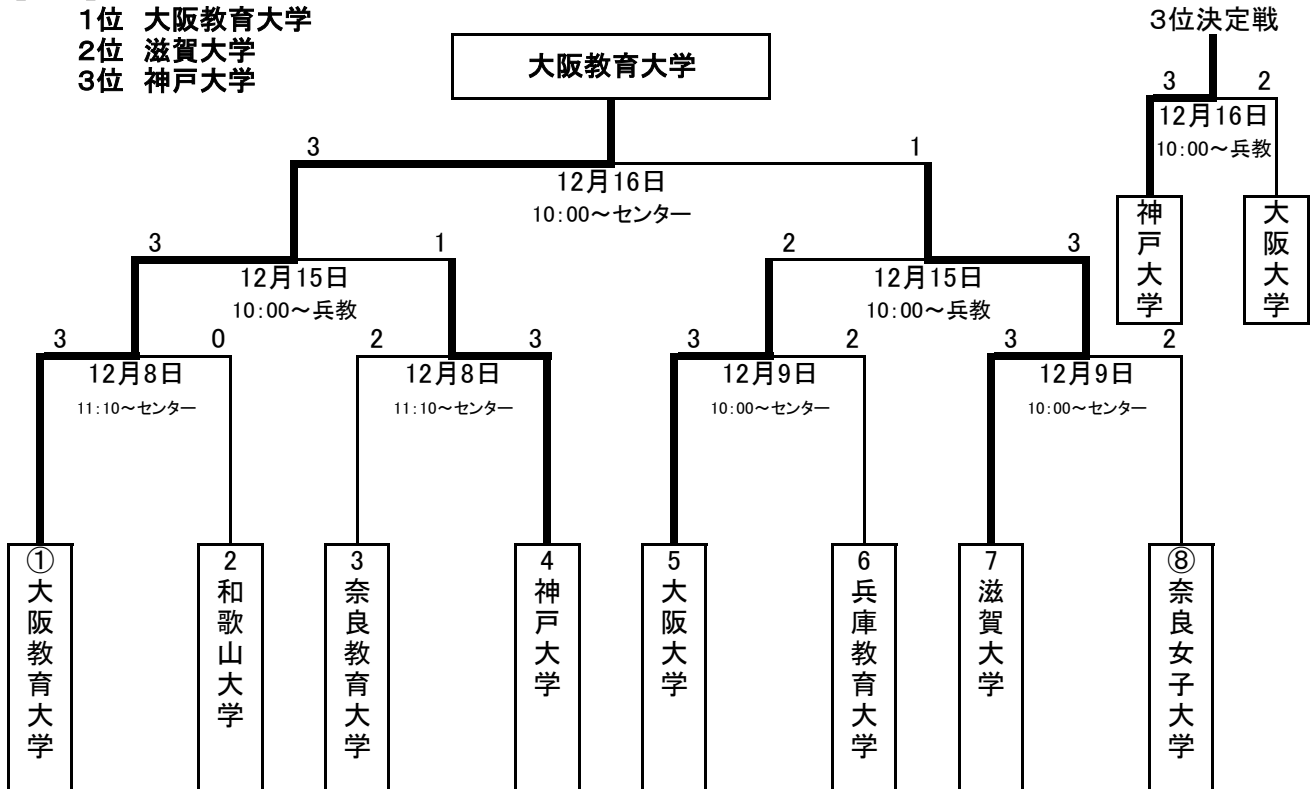 1位 大阪教育大学
2位 滋賀大学
3位 神戸大学
大阪教育大学
3位決定戦
3 2
12月16日
10:00～兵教
神戸大学
大阪大学
3 1
12月16日
10:00～センター
3 1
12月15日
10:00～兵教
2 3
12月15日
10:00～兵教
3 0
12月8日
11:10～センター
2 3
12月8日
11:10～センター
3 2
12月9日
10:00～センター
3 2
12月9日
10:00～センター
①大阪教育大学
2和歌山大学
3奈良教育大学
4神戸大学
5大阪大学
6兵庫教育大学
7滋賀大学
⑧奈良女子大学